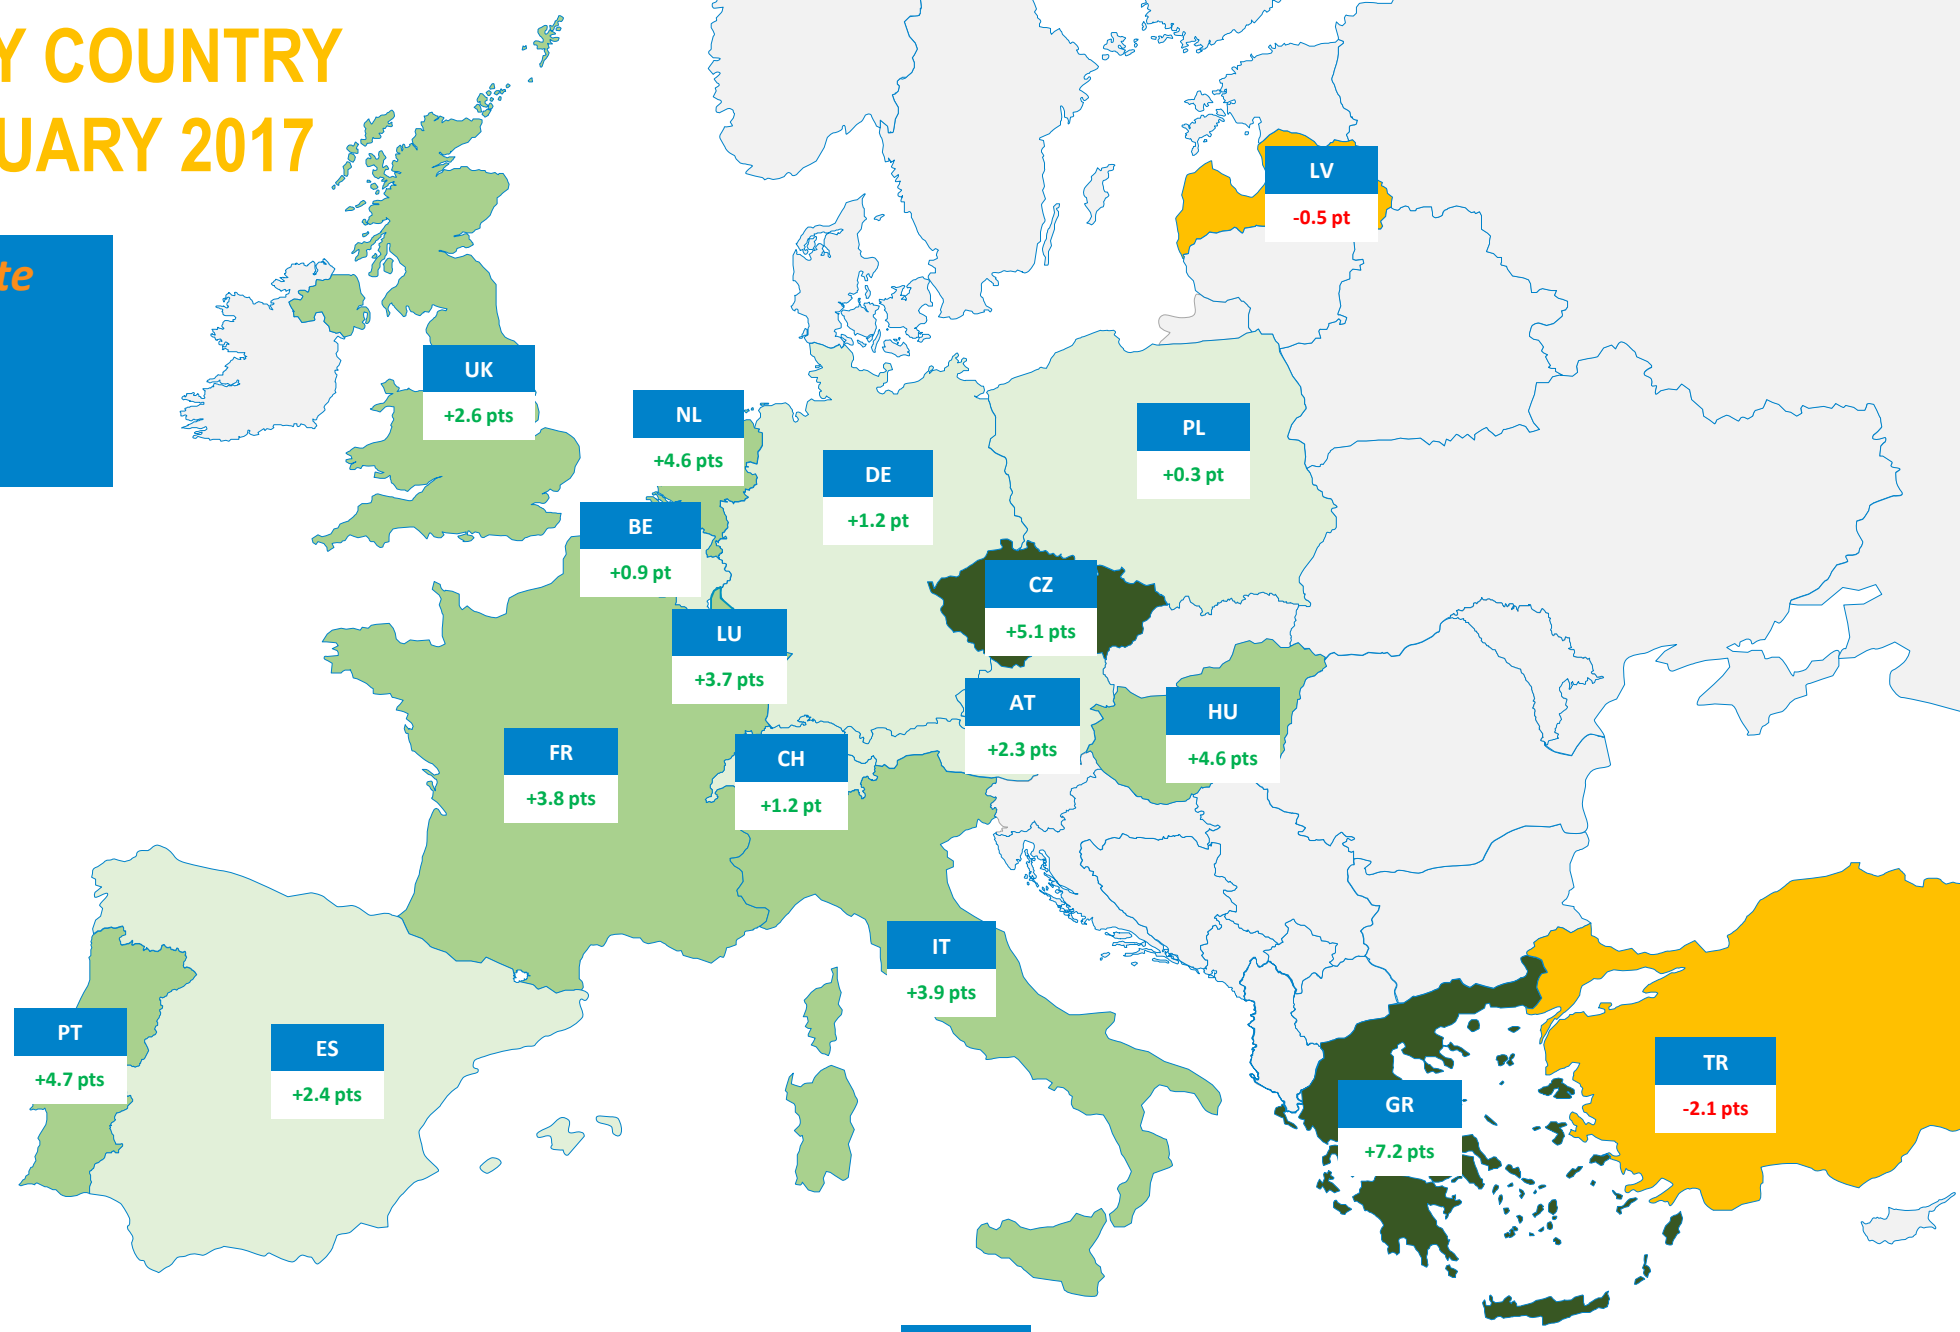 Y COUNTRY
UARY 2017
te
LV
-0.5 pt
UK
+2.6 pts
NL
+4.6 pts
PL
+0.3 pt
DE
+1.2 pt
BE
+0.9 pt
CZ
+5.1 pts
LU
+3.7 pts
AT
+2.3 pts
HU
+4.6 pts
FR
+3.8 pts
CH
+1.2 pt
IT
+3.9 pts
PT
+4.7 pts
ES
+2.4 pts
TR
-2.1 pts
GR
+7.2 pts